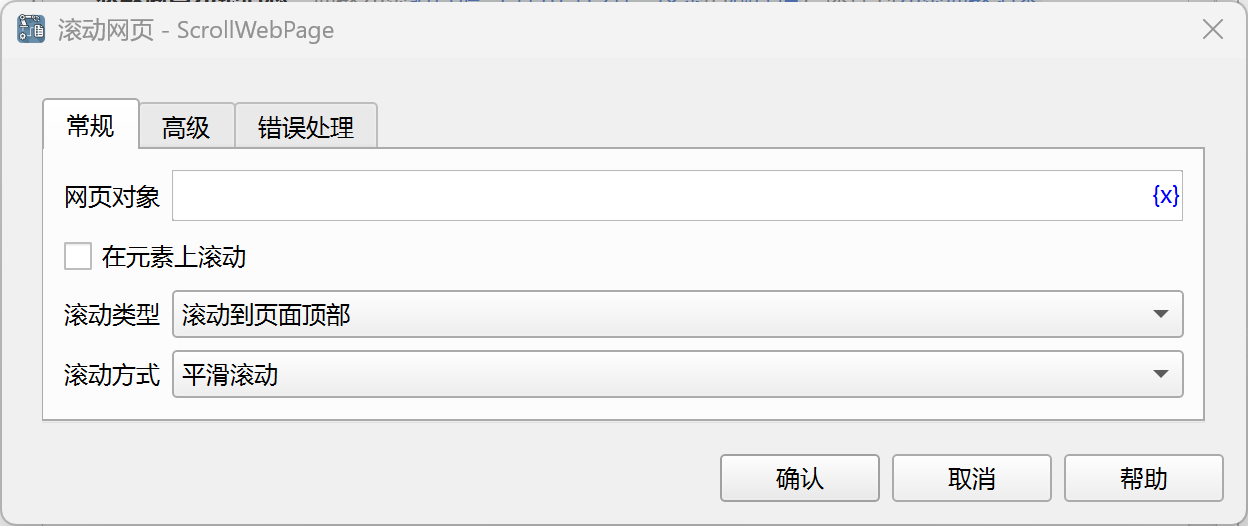 滚动网页 - ScrollWebPage
常规
高级
错误处理
网页对象
{x}
在元素上滚动
滚动类型
滚动到页面顶部
滚动方式
平滑滚动
确认
取消
帮助